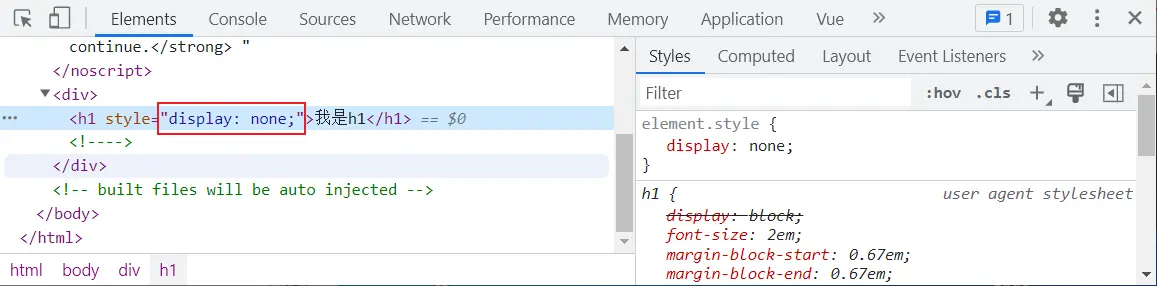 Elements Console Sources Network Performance Memory Application Vue » 1
continue.</strong> "
</noscript>
<div>
... <h1 style="display: none;">我是h1</h1> == $0
<!---->
</div>
<!-- built files will be auto injected -->
</body>
</html>
html body div h1
Styles Computed Layout Event Listeners »
Filter :hov .cls +
element.style {
display: none;
}
h1 { user agent stylesheet
display: block;
font-size: 2em;
margin-block-start: 0.67em;
margin-block-end: 0.67em;